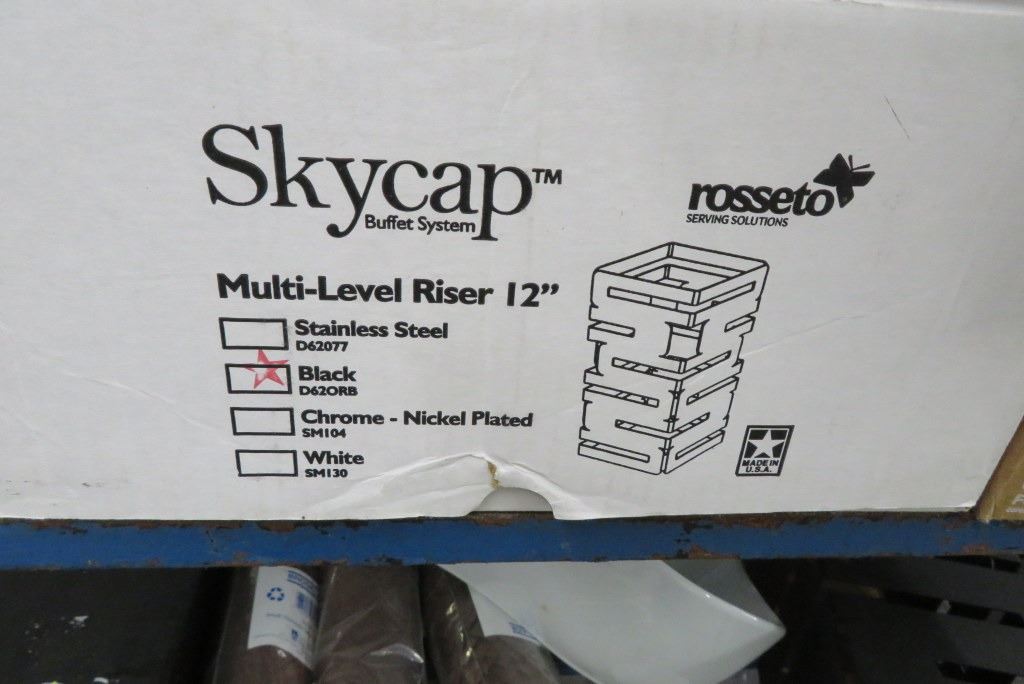 Skycap™
Buffet System
rosseto
SERVING SOLUTIONS
Multi-Level Riser 12”
Stainless Steel
D62077
Black
D62ORB
Chrome - Nickel Plated
SM104
White
SM130
MADE IN
U.S.A.